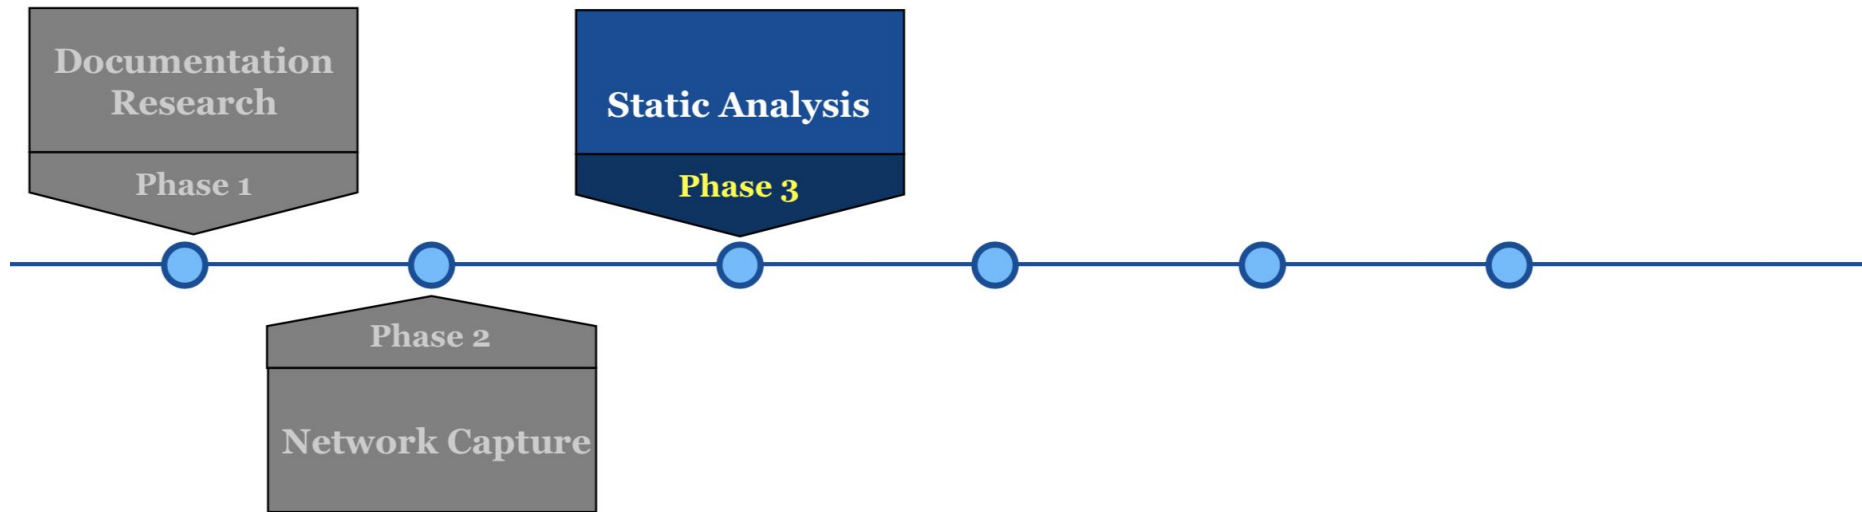 Documentation
Research
Phase 1
Phase 2
Network Capture
Static Analysis
Phase 3